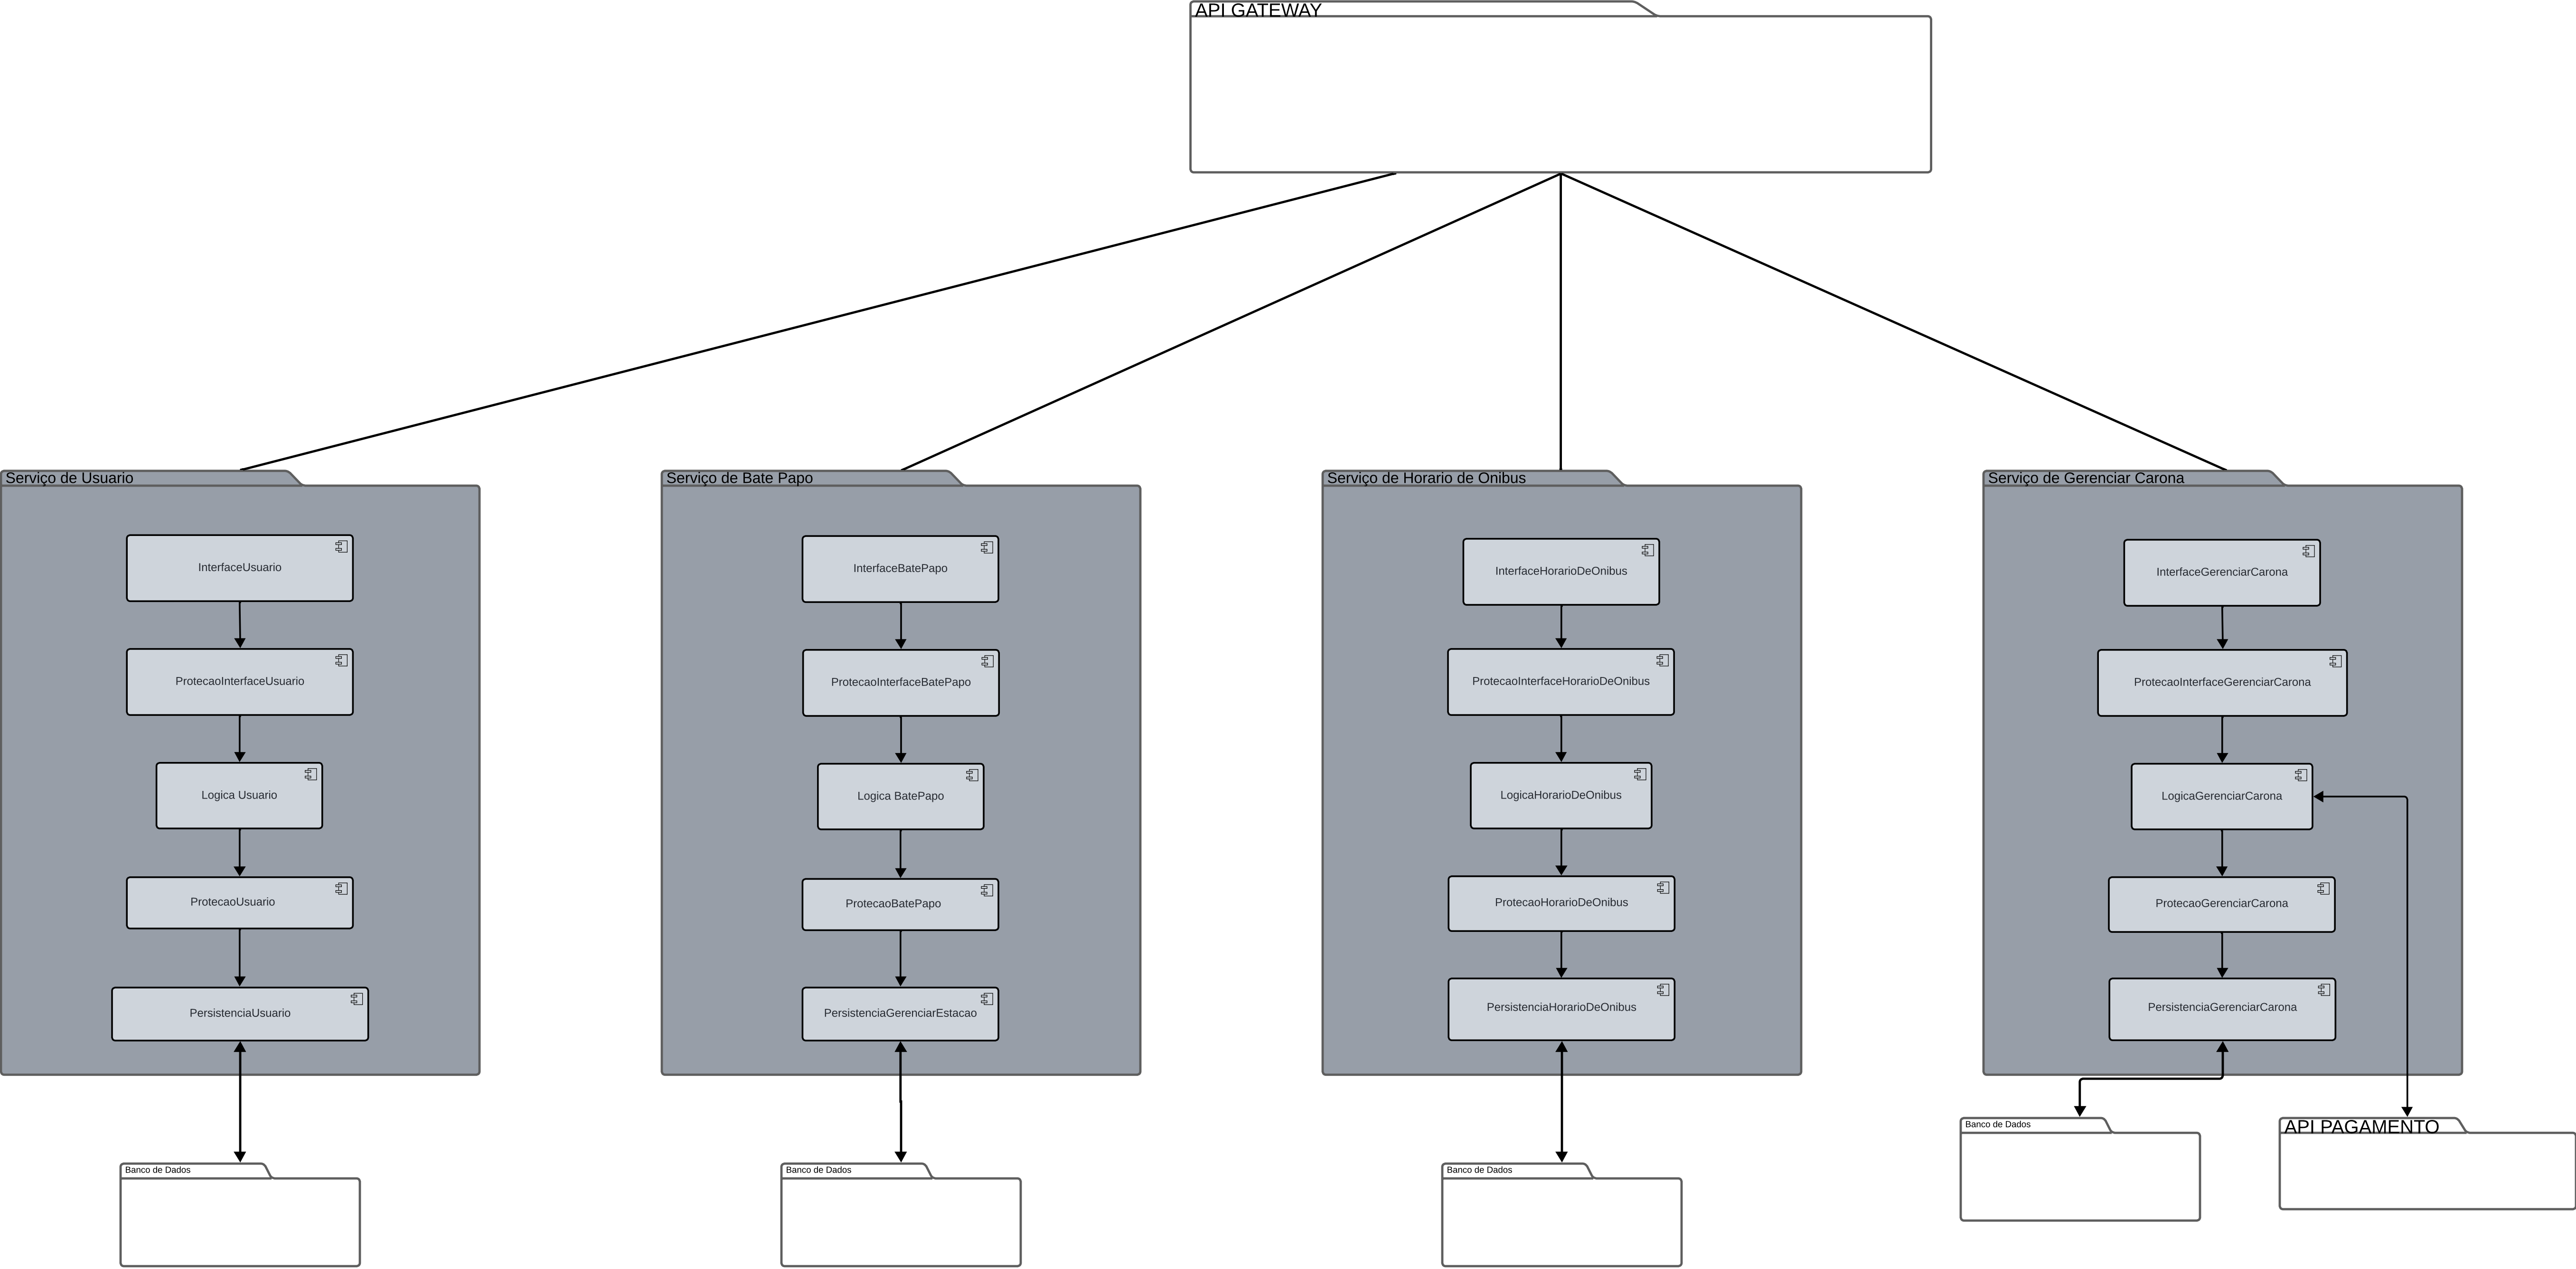 API GATEWAY
Serviço de Usuario
InterfaceUsuario
ProtecaoInterfaceUsuario
Logica Usuario
ProtecaoUsuario
PersistenciaUsuario
Banco de Dados
Serviço de Bate Papo
InterfaceBatePapo
ProtecaoInterfaceBatePapo
Logica BatePapo
ProtecaoBatePapo
PersistenciaGerenciarEstacao
Banco de Dados
Serviço de Horario de Onibus
InterfaceHorarioDeOnibus
ProtecaoInterfaceHorarioDeOnibus
LogicaHorarioDeOnibus
ProtecaoHorarioDeOnibus
PersistenciaHorarioDeOnibus
Banco de Dados
Serviço de Gerenciar Carona
InterfaceGerenciarCarona
ProtecaoInterfaceGerenciarCarona
LogicaGerenciarCarona
ProtecaoGerenciarCarona
PersistenciaGerenciarCarona
Banco de Dados
API PAGAMENTO